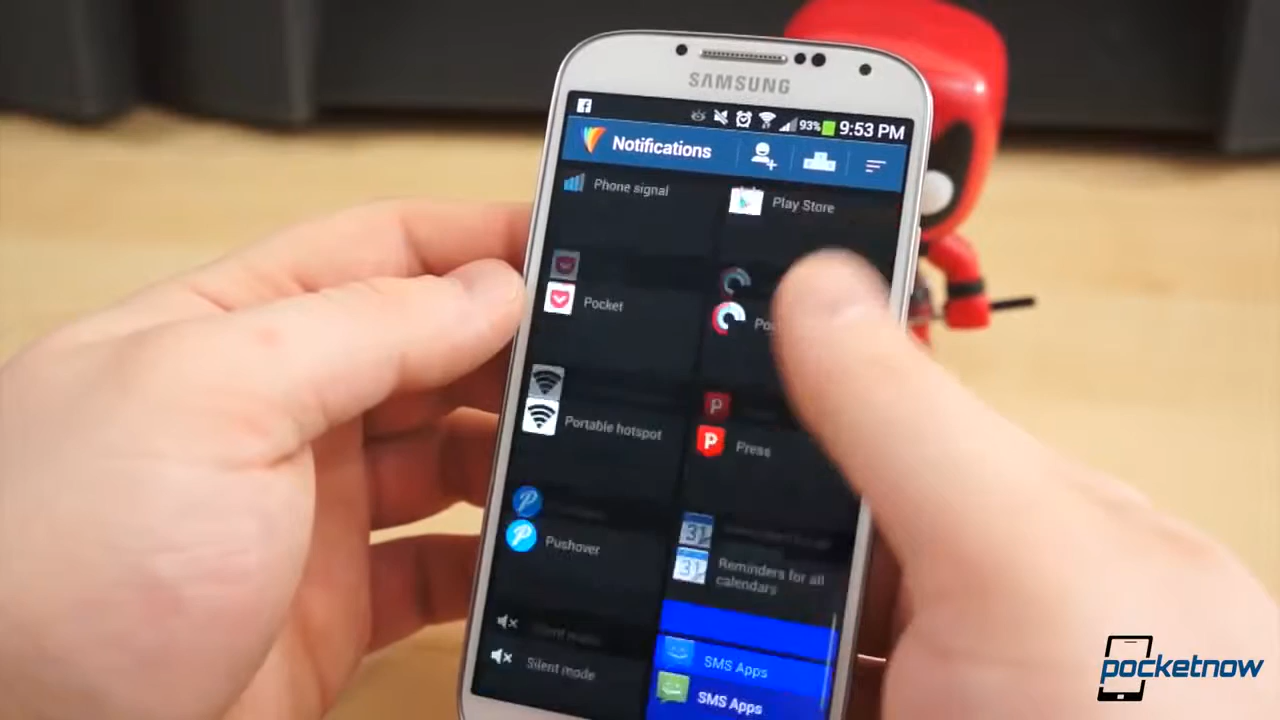 SAMSUNG
93% 9:53 PM
Notifications
Phone signal
Play Store
Pocket
Portable hotspot
Press
Pushover
Reminders for all
calendars
Silent mode
SMS Apps
SMS Apps
pocketnow